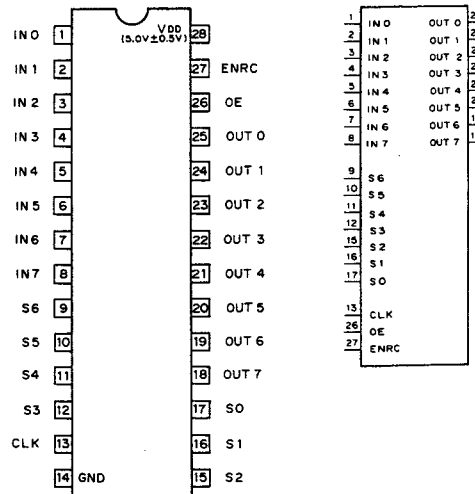 IN 0 1 VDD 28
(5.0V±0.5V)
IN 1 2 27 ENRC
IN 2 3 26 OE
IN 3 4 25 OUT 0
IN 4 5 24 OUT 1
IN 5 6 23 OUT 2
IN 6 7 22 OUT 3
IN7 8 21 OUT 4
S6 9 20 OUT 5
S5 10 19 OUT 6
S4 11 18 OUT 7
S3 12 17 S0
CLK 13 16 S1
14 GND 15 S2
1 IN 0 OUT 0
2 IN 1 OUT 1
3 IN 2 OUT 2
4 IN 3 OUT 3
5 IN 4 OUT 4
6 IN 5 OUT 5
7 IN 6 OUT 6
8 IN 7 OUT 7
9 S6
10 S5
11 S4
12 S3
15 S2
16 S1
17 S0
13 CLK
26 OE
27 ENRC